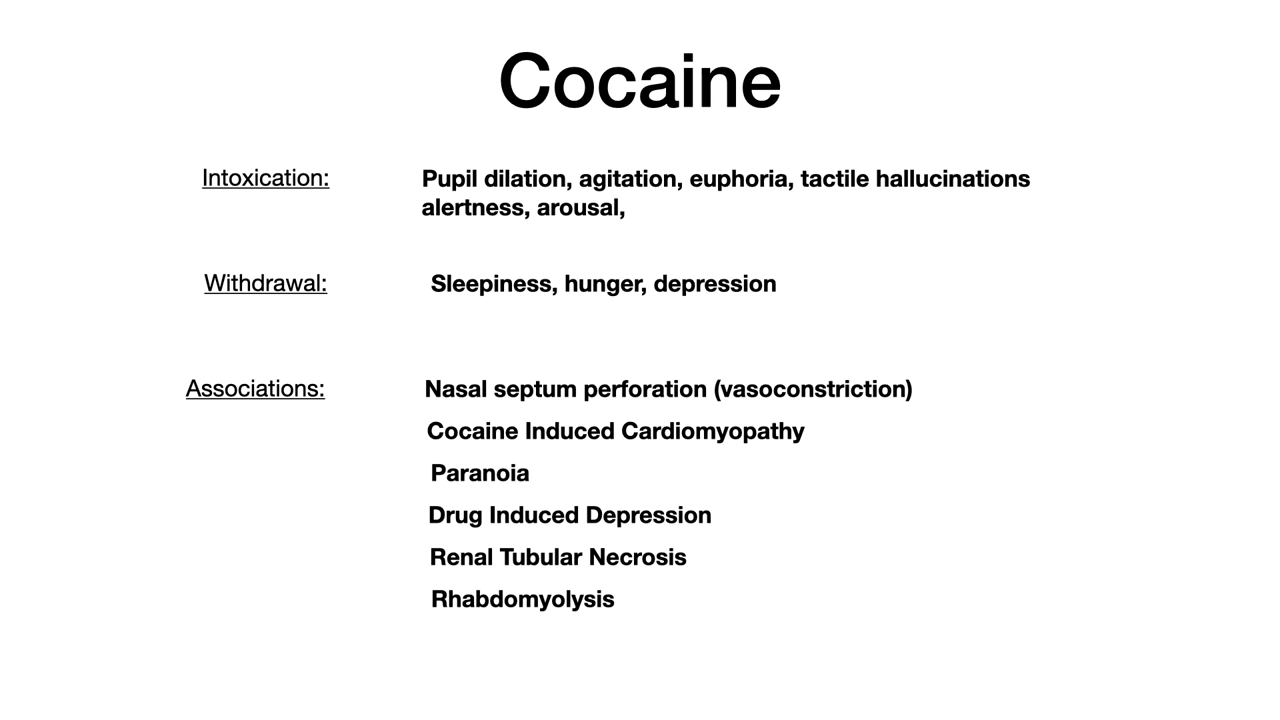 Cocaine
Intoxication: Pupil dilation, agitation, euphoria, tactile hallucinations
alertness, arousal,
Withdrawal: Sleepiness, hunger, depression
Associations: Nasal septum perforation (vasoconstriction)
Cocaine Induced Cardiomyopathy
Paranoia
Drug Induced Depression
Renal Tubular Necrosis
Rhabdomyolysis